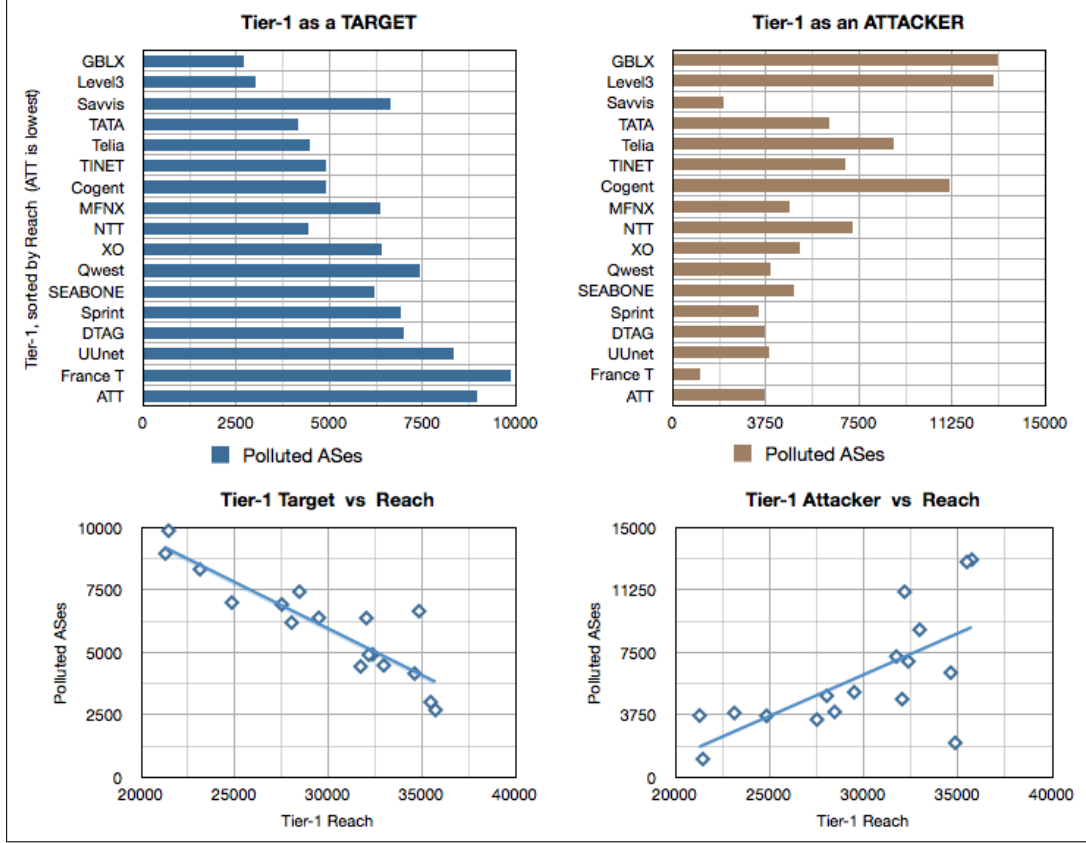 Tier-1 as a TARGET
Tier-1, sorted by Reach (ATT is lowest)
GBLX
Level3
Savvis
TATA
Telia
TINET
Cogent
MFNX
NTT
XO
Qwest
SEABONE
Sprint
DTAG
UUnet
France T
ATT
0 2500 5000 7500 10000
Polluted ASes
Tier-1 as an ATTACKER
GBLX
Level3
Savvis
TATA
Telia
TINET
Cogent
MFNX
NTT
XO
Qwest
SEABONE
Sprint
DTAG
UUnet
France T
ATT
0 3750 7500 11250 15000
Polluted ASes
Tier-1 Target vs Reach
Polluted ASes
10000
7500
5000
2500
0
20000 25000 30000 35000 40000
Tier-1 Reach
Tier-1 Attacker vs Reach
Polluted ASes
15000
11250
7500
3750
0
20000 25000 30000 35000 40000
Tier-1 Reach